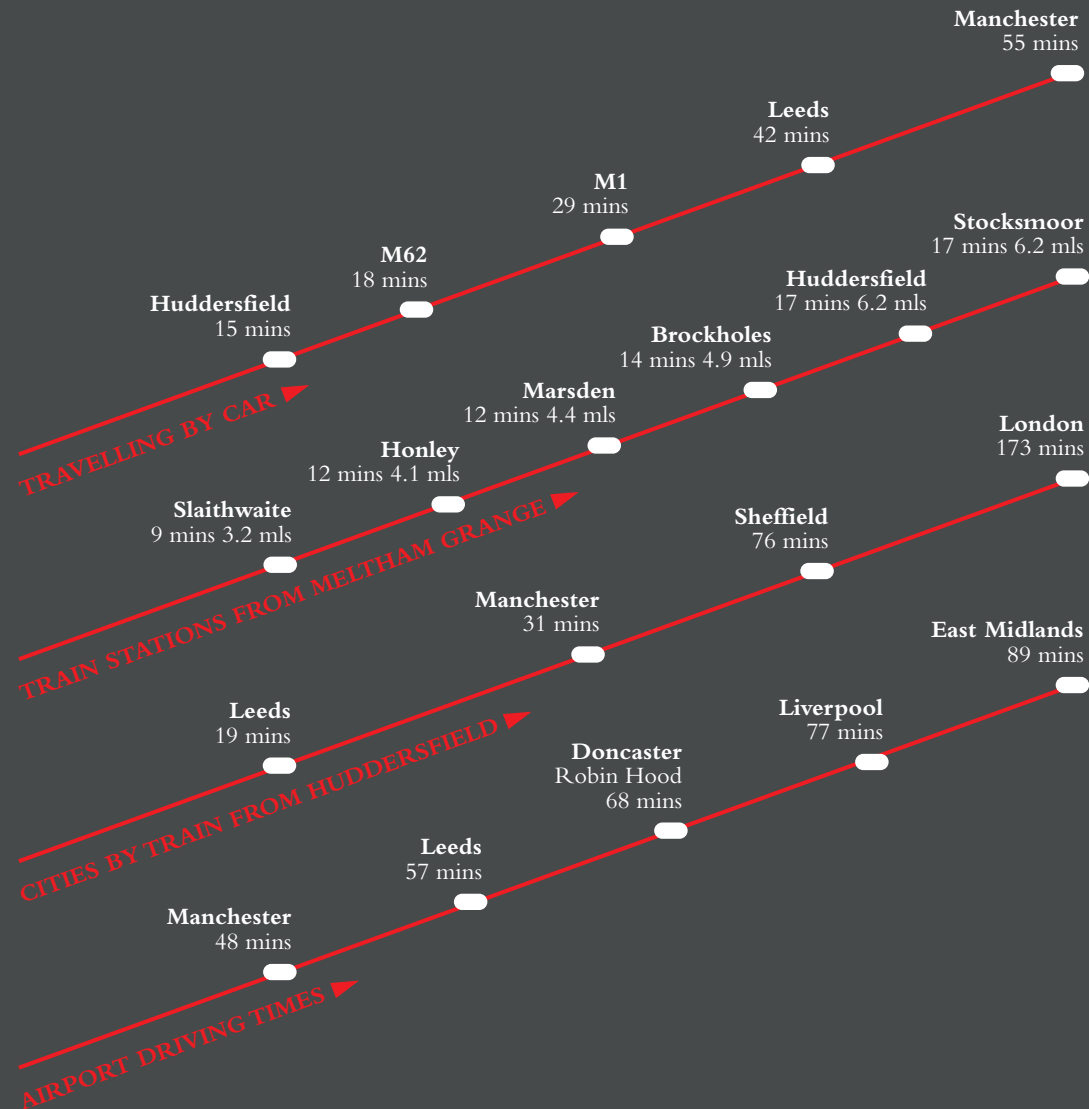 Manchester
55 mins
Leeds
42 mins
M1
29 mins
M62
18 mins
Huddersfield
15 mins
TRAVELLING BY CAR
Stocksmoor
17 mins 6.2 mls
Huddersfield
17 mins 6.2 mls
Brockholes
14 mins 4.9 mls
Marsden
12 mins 4.4 mls
Honley
12 mins 4.1 mls
Slaithwaite
9 mins 3.2 mls
TRAIN STATIONS FROM MELTHAM GRANGE
London
173 mins
Sheffield
76 mins
Manchester
31 mins
Leeds
19 mins
CITIES BY TRAIN FROM HUDDERSFIELD
East Midlands
89 mins
Liverpool
77 mins
Doncaster
Robin Hood
68 mins
Leeds
57 mins
Manchester
48 mins
AIRPORT DRIVING TIMES